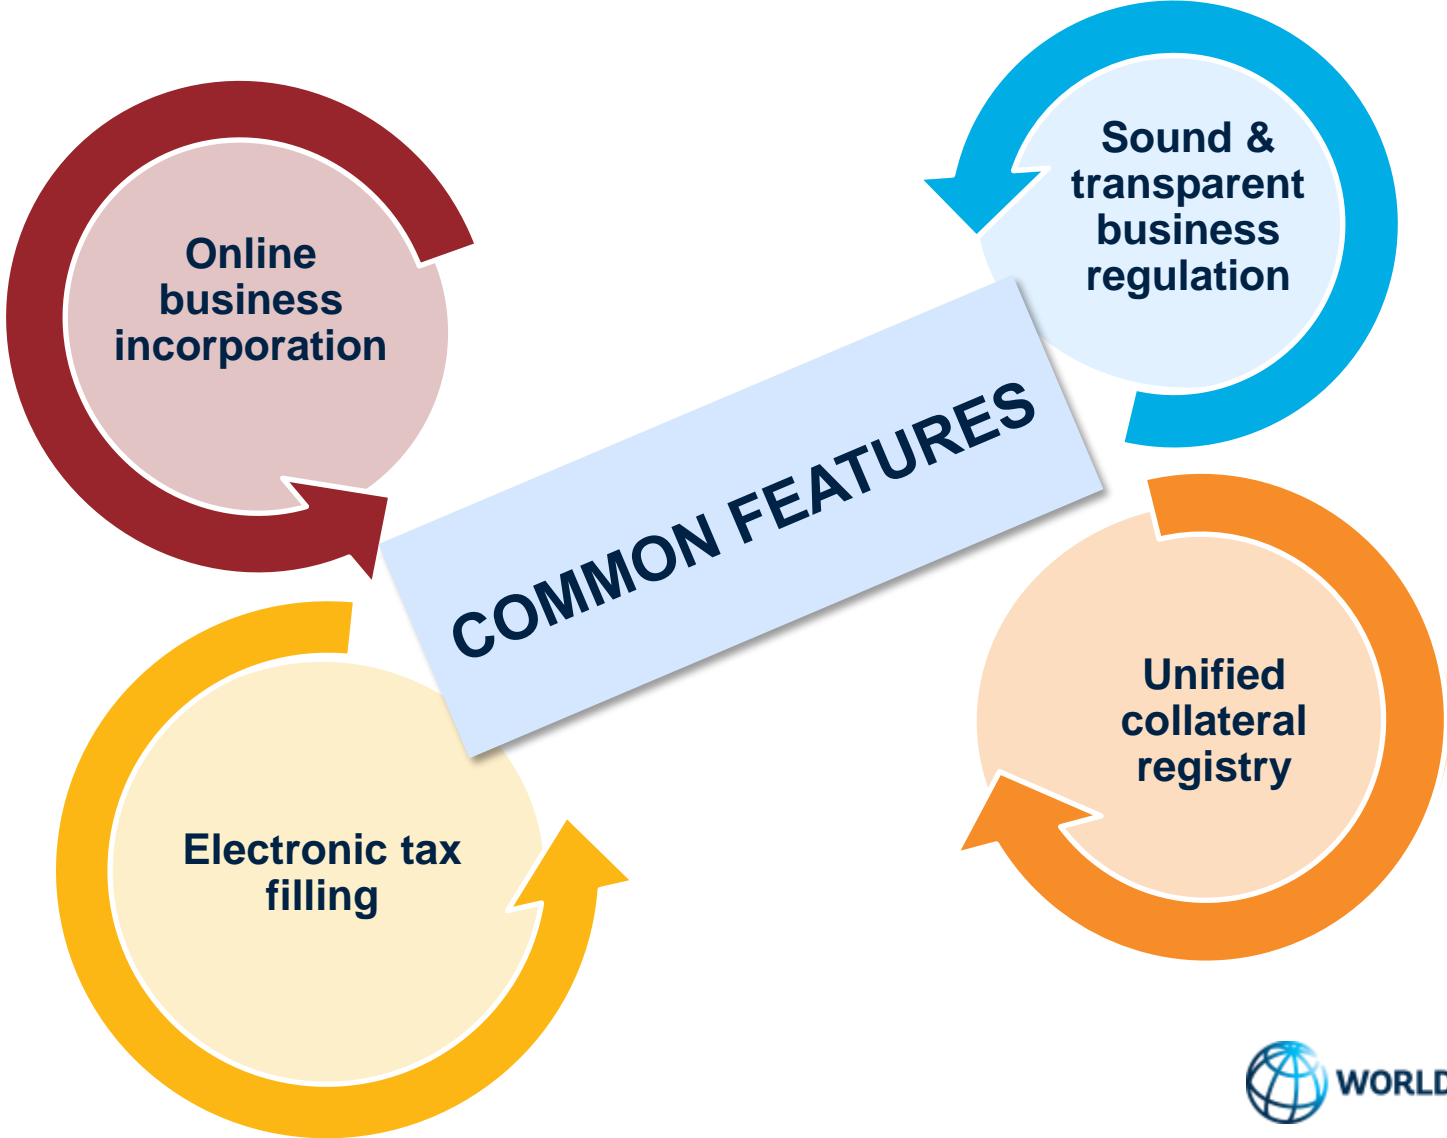 Online
business
incorporation
Sound &
transparent
business
regulation
COMMON FEATURES
Electronic tax
filling
Unified
collateral
registry
WORLD